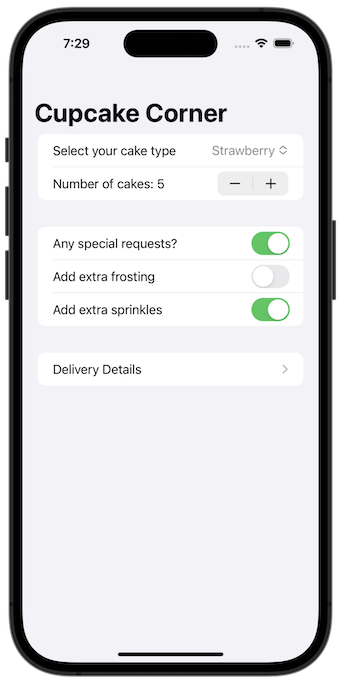 7:29
Cupcake Corner
Select your cake type Strawberry
Number of cakes: 5 − +
Any special requests?
Add extra frosting
Add extra sprinkles
Delivery Details